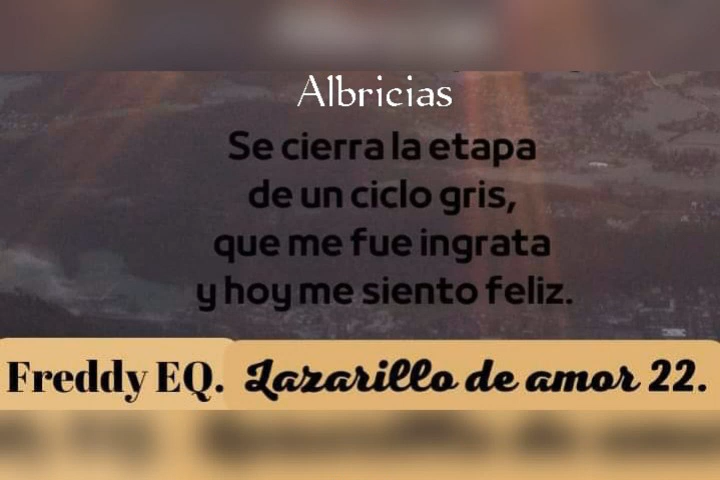 Albricias
Se cierra la etapa
de un ciclo gris,
que me fue ingrata
y hoy me siento feliz.
Freddy EQ. Lazarillo de amor 22.